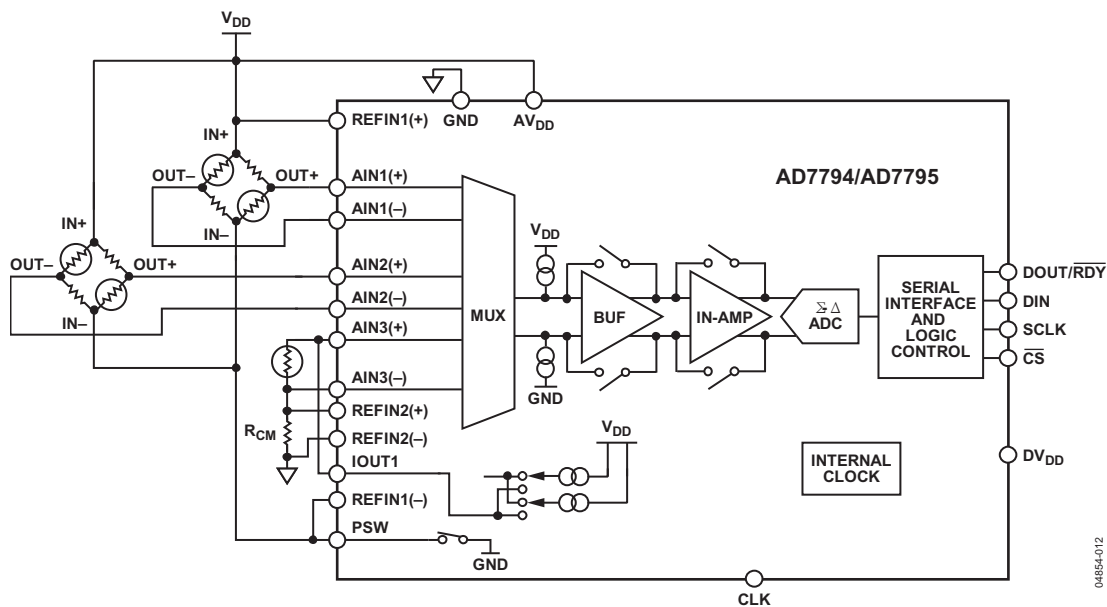 VDD
GND
AVDD
REFIN1(+)
IN+
OUT–
OUT+
IN–
AIN1(+)
AIN1(–)
AD7794/AD7795
IN+
OUT–
OUT+
IN–
AIN2(+)
AIN2(–)
AIN3(+)
AIN3(–)
REFIN2(+)
RCM
REFIN2(–)
IOUT1
REFIN1(–)
PSW
MUX
VDD
GND
BUF
IN-AMP
Σ-Δ
ADC
SERIAL
INTERFACE
AND
LOGIC
CONTROL
DOUT/RDY
DIN
SCLK
CS
VDD
GND
INTERNAL
CLOCK
DVDD
CLK
04854-012